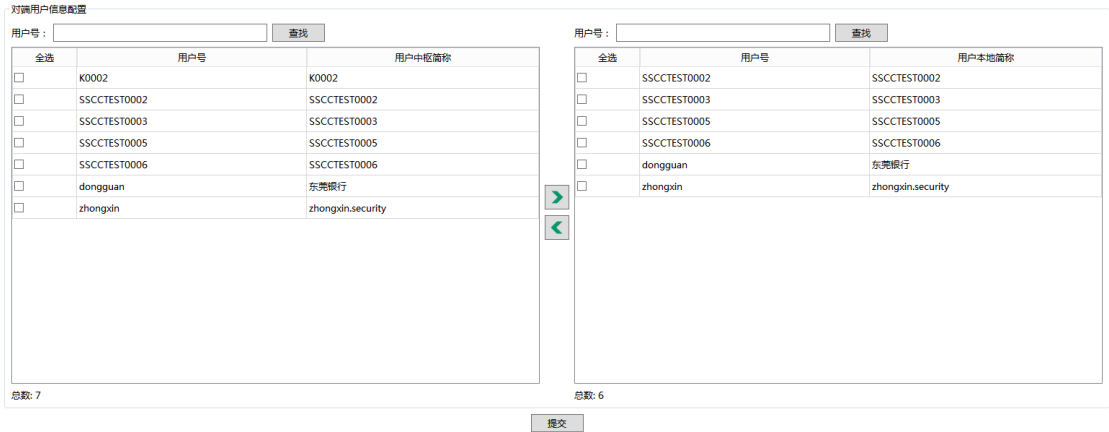 对端用户信息配置
用户号： 查找 用户号： 查找
全选 用户号 用户中枢简称 全选 用户号 用户本地简称
K0002 K0002 SSCCTEST0002 SSCCTEST0002
SSCCTEST0002 SSCCTEST0002 SSCCTEST0003 SSCCTEST0003
SSCCTEST0003 SSCCTEST0003 SSCCTEST0005 SSCCTEST0005
SSCCTEST0005 SSCCTEST0005 SSCCTEST0006 SSCCTEST0006
SSCCTEST0006 SSCCTEST0006 dongguan 东莞银行
dongguan 东莞银行 zhongxin zhongxin.security
zhongxin zhongxin.security
总数: 7 总数: 6
提交